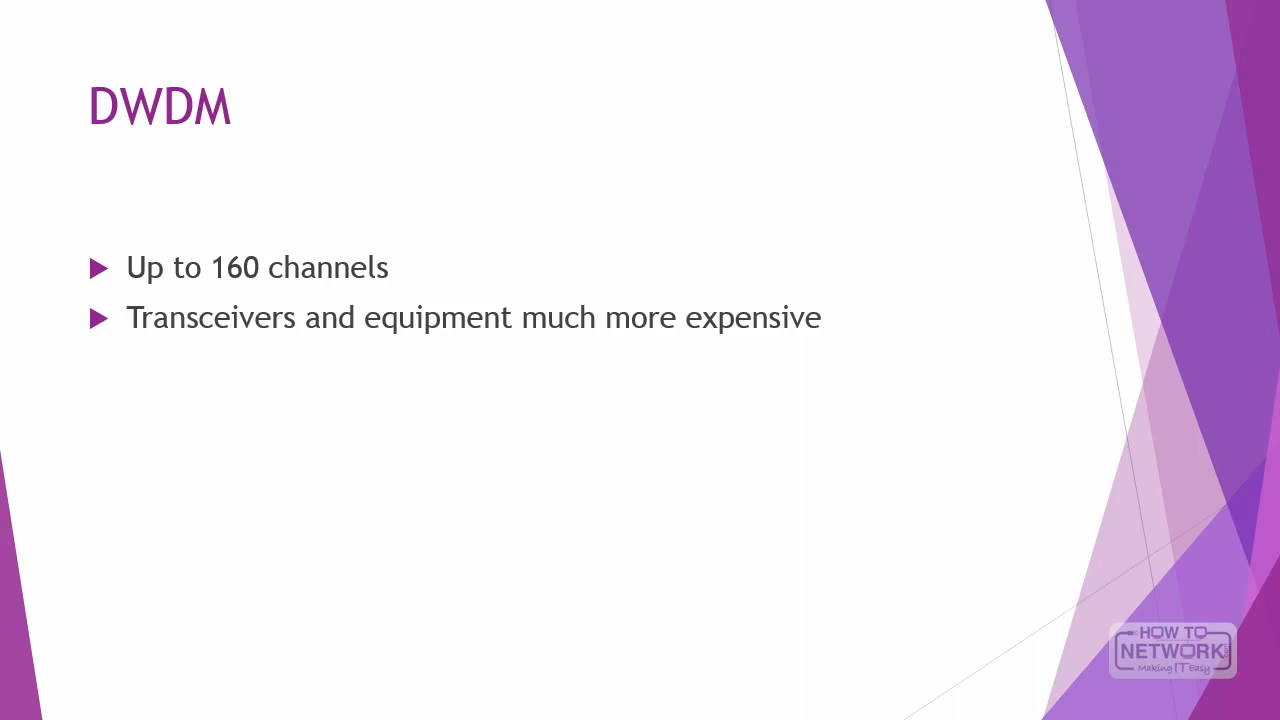 DWDM
Up to 160 channels
Transceivers and equipment much more expensive
HOW TO
NETWORK
Making IT Easy